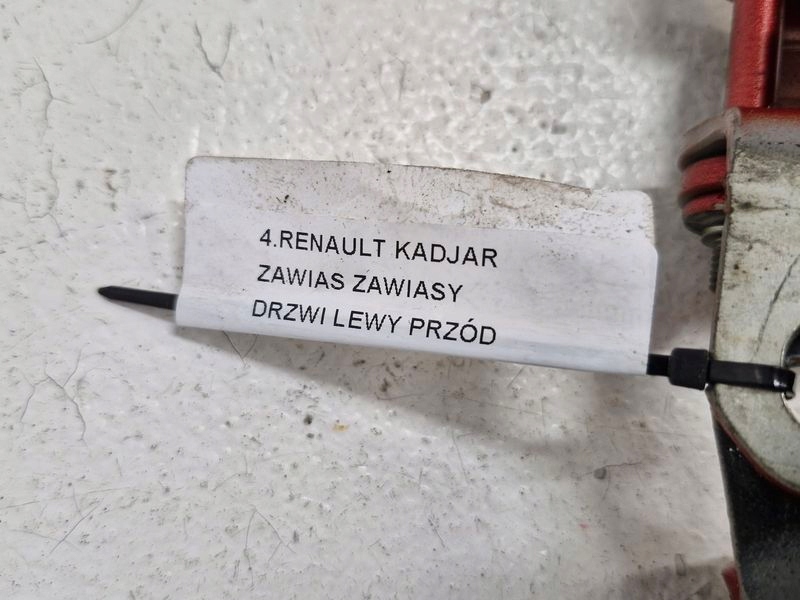 4.RENAULT KADJAR
ZAWIAS ZAWIASY
DRZWI LEWY PRZÓD